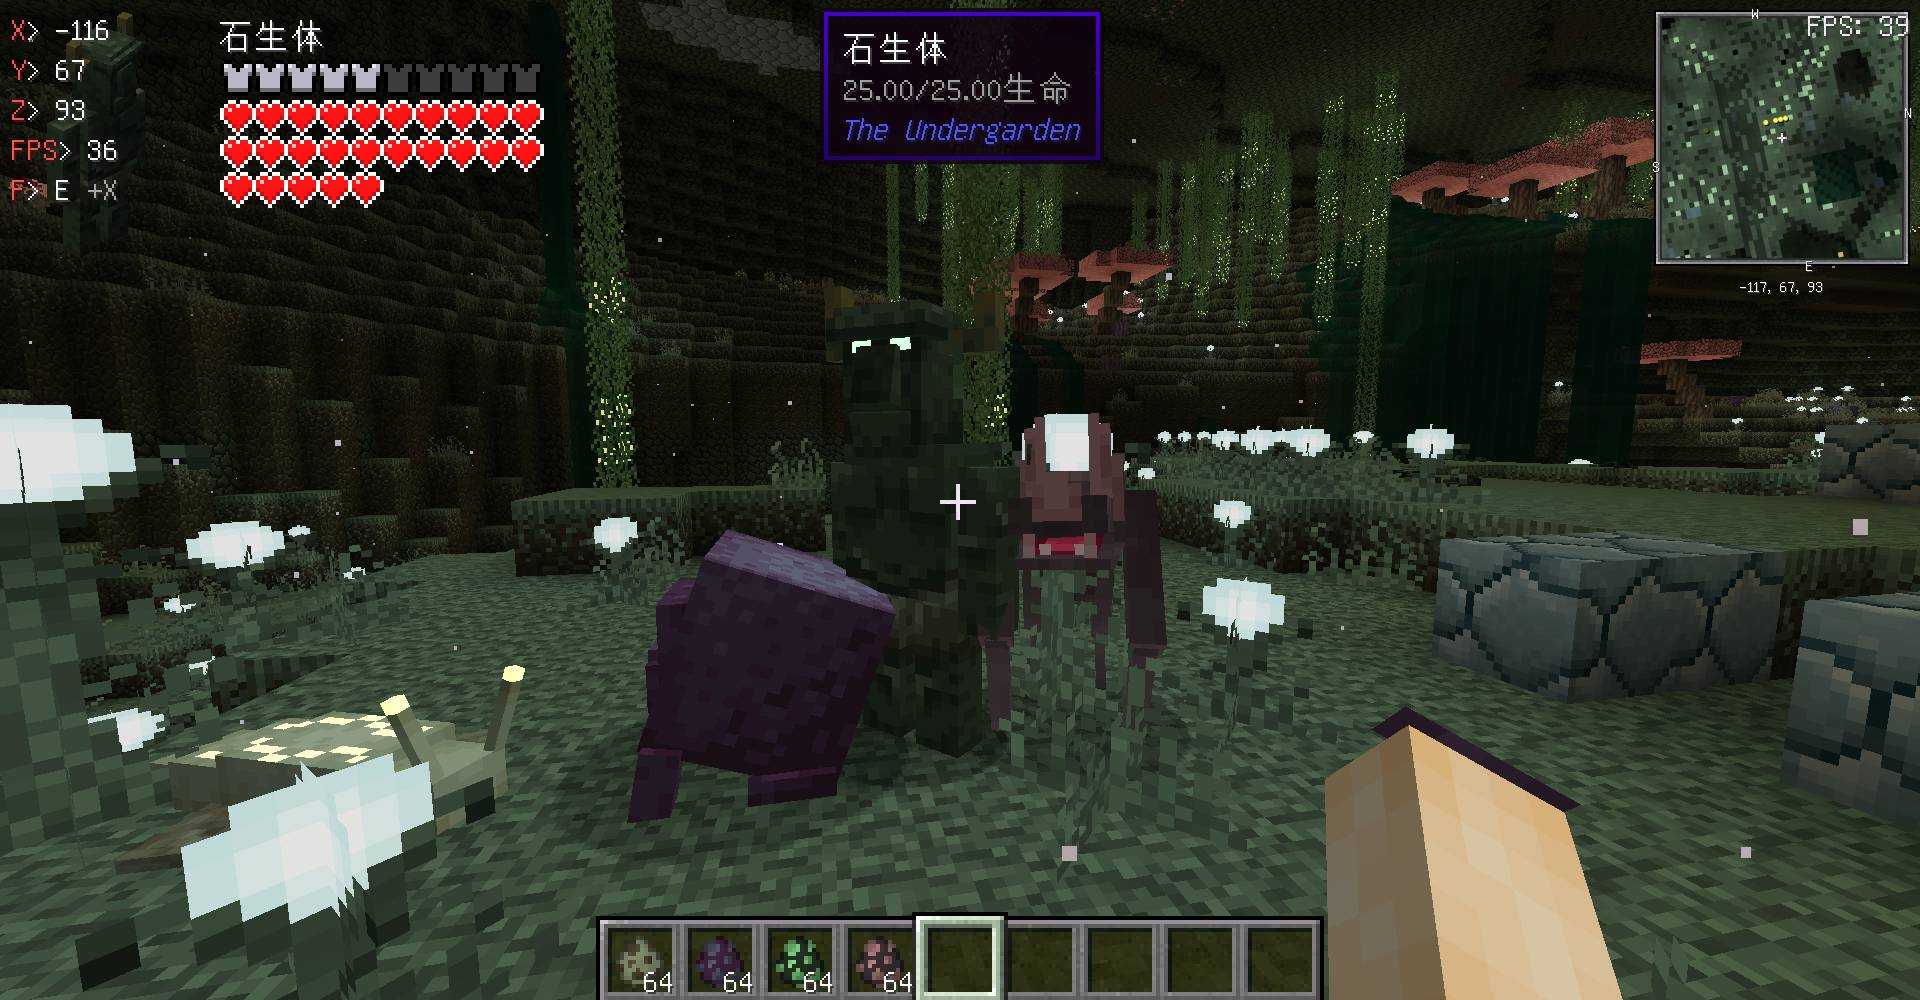 X> -116
Y> 67
Z> 93
FPS> 36
F> E +X
石生体
石生体
25.00/25.00生命
The Undergarden
W
FPS: 39
N
S
E
-117, 67, 93
64
64
64
64